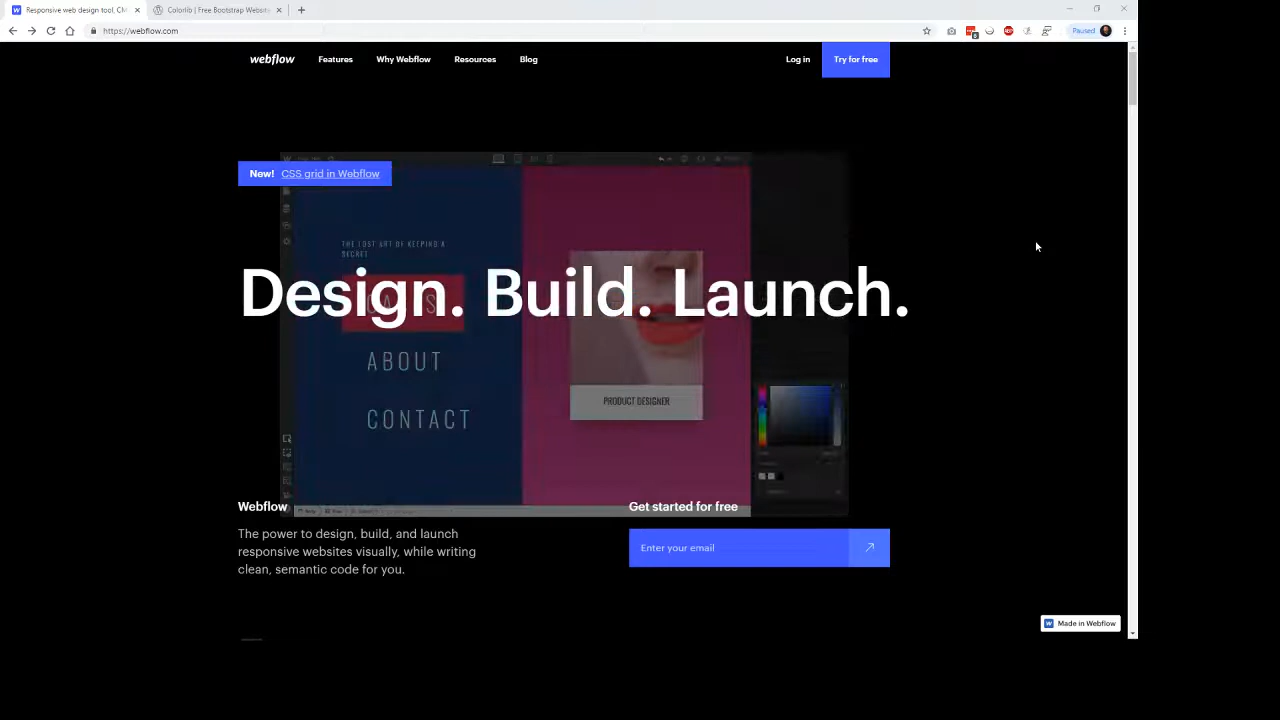 Responsive web design tool, CM
Colorlib | Free Bootstrap Websit
https://webflow.com
Paused
webflow
Features
Why Webflow
Resources
Blog
Log in
Try for free
New! CSS grid in Webflow
THE LOST ART OF KEEPING A
SECRET
Design. Build. Launch.
ABOUT
PRODUCT DESIGNER
CONTACT
Webflow
The power to design, build, and launch
responsive websites visually, while writing
clean, semantic code for you.
Get started for free
Enter your email
Made in Webflow